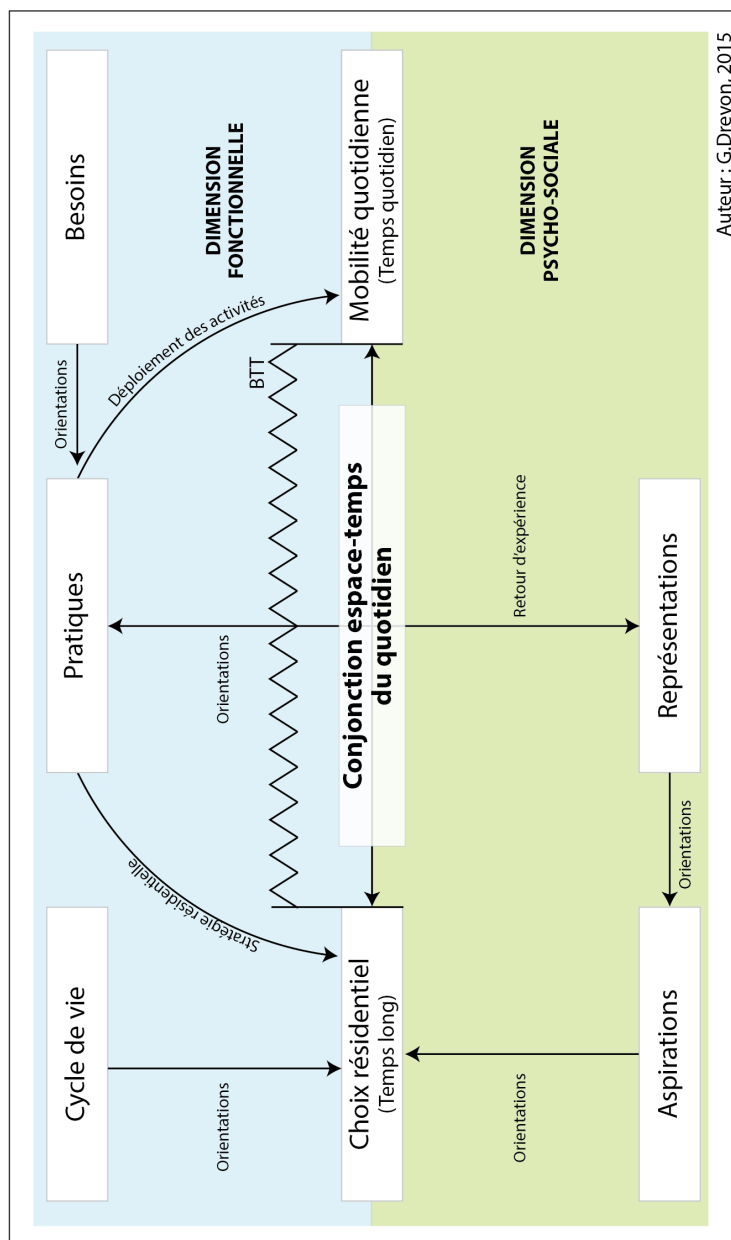 Cycle de vie
Pratiques
Orientations
Besoins
Stratégie résidentielle
Déploiement des activités
DIMENSION
FONCTIONNELLE
Orientations
Orientations
BTT
Choix résidentiel
(Temps long)
Conjonction espace-temps
du quotidien
Mobilité quotidienne
(Temps quotidien)
Orientations
Retour d'expérience
DIMENSION
PSYCHO-SOCIALE
Aspirations
Orientations
Représentations
Auteur : G.Drevon, 2015